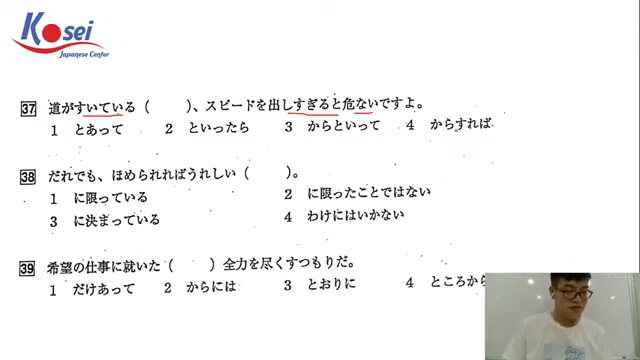 Kosei
Japanese Center
37 道がすいている（　　）、スピードを出しすぎると危ないですよ。
1 とあって 2 といったら 3 からといって 4 からすれば
38 だれでも、ほめられればうれしい（　　）。
1 に限っている 2 に限ったことではない
3 に決まっている 4 わけにはいかない
39 希望の仕事に就いた（　　）全力を尽くすつもりだ。
1 だけあって 2 からには 3 とおりに 4 ところから